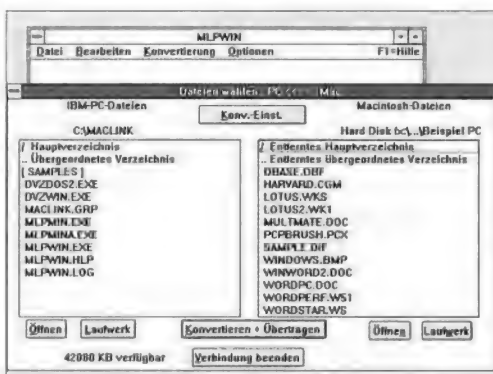 MLPWIN
Datei Bearbeiten Konvertierung Optionen F1=Hilfe
Dateien wählen: PC <--> Mac
IBM-PC-Dateien
Konv.-Einst.
Macintosh-Dateien
C:\MACLINK
Hard Disk bc\...\Beispiel PC
/ Hauptverzeichnis
.. Übergeordnetes Verzeichnis
[ SAMPLES ]
DVZDOS2.EXE
DVZWIN.EXE
MACLINK.GRP
MLPMIN.EXE
MLPMINA.EXE
MLPWIN.EXE
MLPWIN.HLP
MLPWIN.LOG
/ Entferntes Hauptverzeichnis
.. Entferntes übergeordnetes Verzeichnis
DBASE.DBF
HARVARD.CGM
LOTUS.WKS
LOTUS2.WK1
MULTMATE.DOC
PCPBRUSH.PCX
SAMPLE.DIF
WINDOWS.BMP
WINWORD2.DOC
WORDPC.DOC
WORDPERF.WS1
WORDSTAR.WS
Öffnen Laufwerk Konvertieren + Übertragen Öffnen Laufwerk
42080 KB verfügbar Verbindung beenden